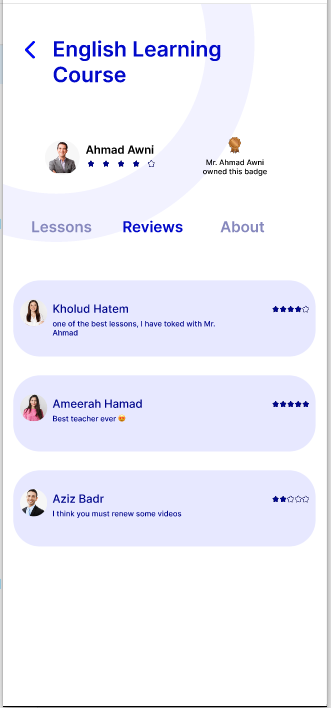 English Learning
Course
Ahmad Awni
Mr. Ahmad Awni
owned this badge
Lessons Reviews About
Kholud Hatem
one of the best lessons, I have toked with Mr.
Ahmad
Ameerah Hamad
Best teacher ever 😍
Aziz Badr
I think you must renew some videos